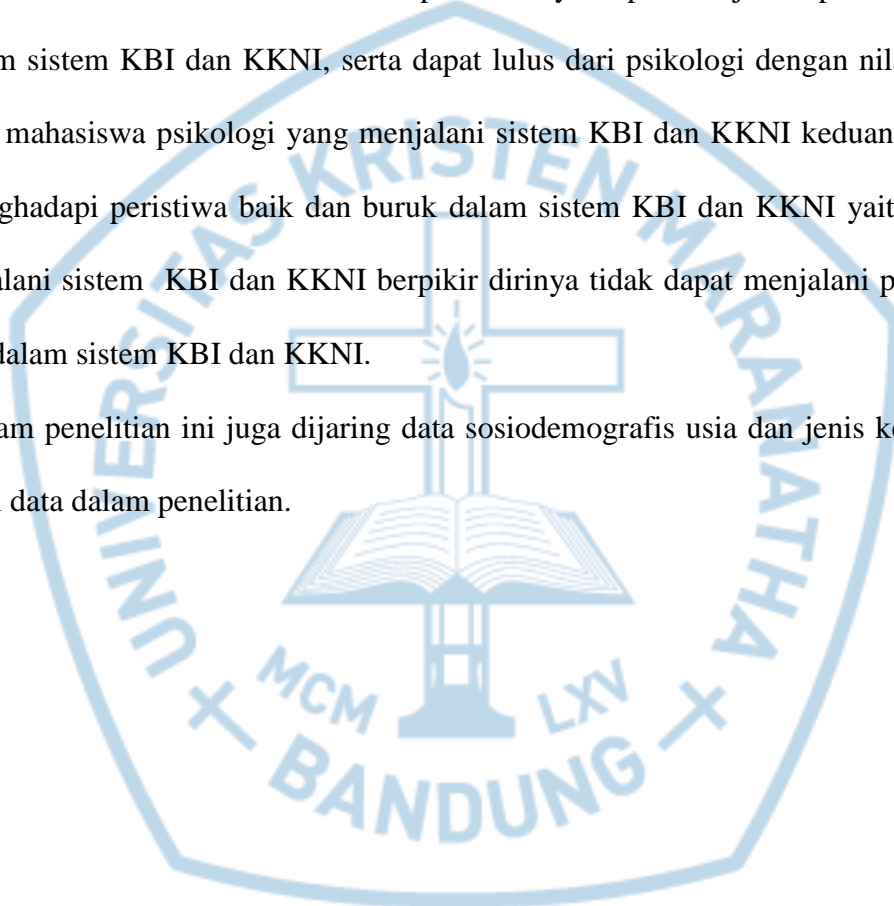 m sistem KBI dan KKNI, serta dapat lulus dari psikologi dengan nil
mahasiswa psikologi yang menjalani sistem KBI dan KKNI keduan
ghadapi peristiwa baik dan buruk dalam sistem KBI dan KKNI yait
alani sistem KBI dan KKNI berpikir dirinya tidak dapat menjalani p
dalam sistem KBI dan KKNI.
am penelitian ini juga dijaring data sosiodemografis usia dan jenis k
data dalam penelitian.
UNIVERSITAS KRISTEN MARANATHA
MCM LXV
BANDUNG